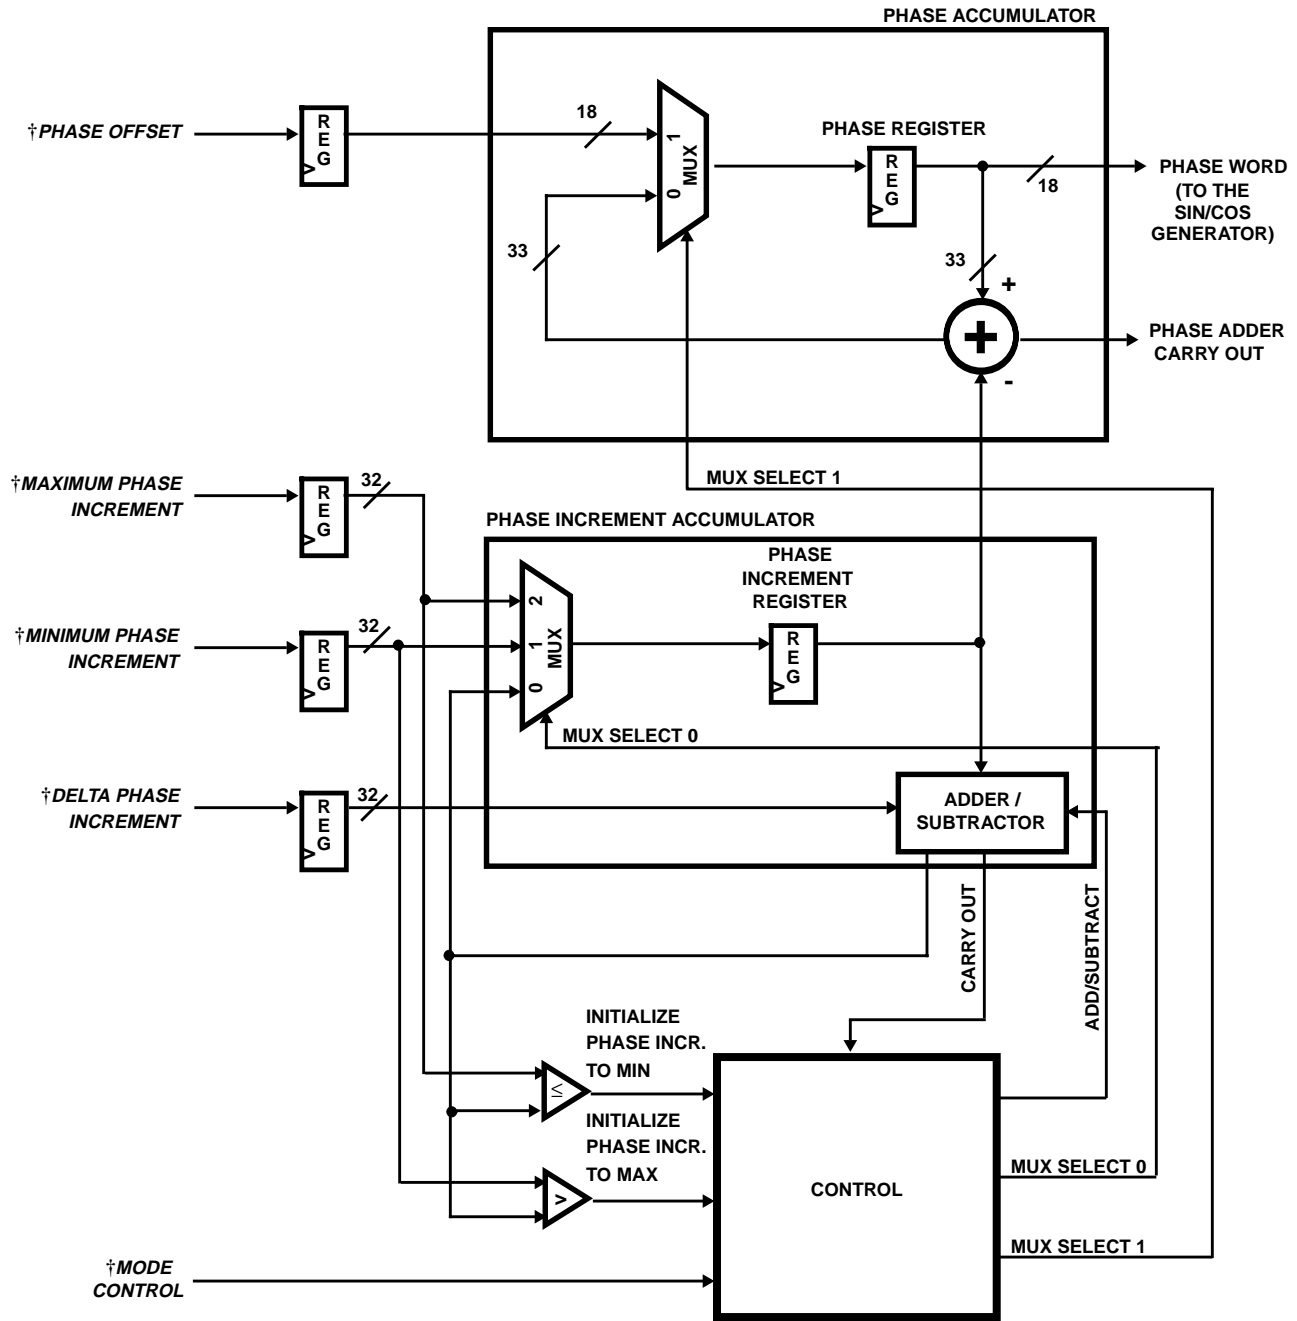 PHASE ACCUMULATOR
†PHASE OFFSET
REG
18
1
MUX
0
PHASE REGISTER
REG
18
PHASE WORD
(TO THE
SIN/COS
GENERATOR)
33
33
+
+
-
PHASE ADDER
CARRY OUT
†MAXIMUM PHASE
INCREMENT
REG
32
MUX SELECT 1
PHASE INCREMENT ACCUMULATOR
PHASE
INCREMENT
REGISTER
2
1
0
MUX
REG
†MINIMUM PHASE
INCREMENT
REG
32
MUX SELECT 0
†DELTA PHASE
INCREMENT
REG
32
ADDER /
SUBTRACTOR
CARRY OUT
ADD/SUBTRACT
INITIALIZE
PHASE INCR.
TO MIN
≤
INITIALIZE
PHASE INCR.
TO MAX
>
CONTROL
MUX SELECT 0
MUX SELECT 1
†MODE
CONTROL